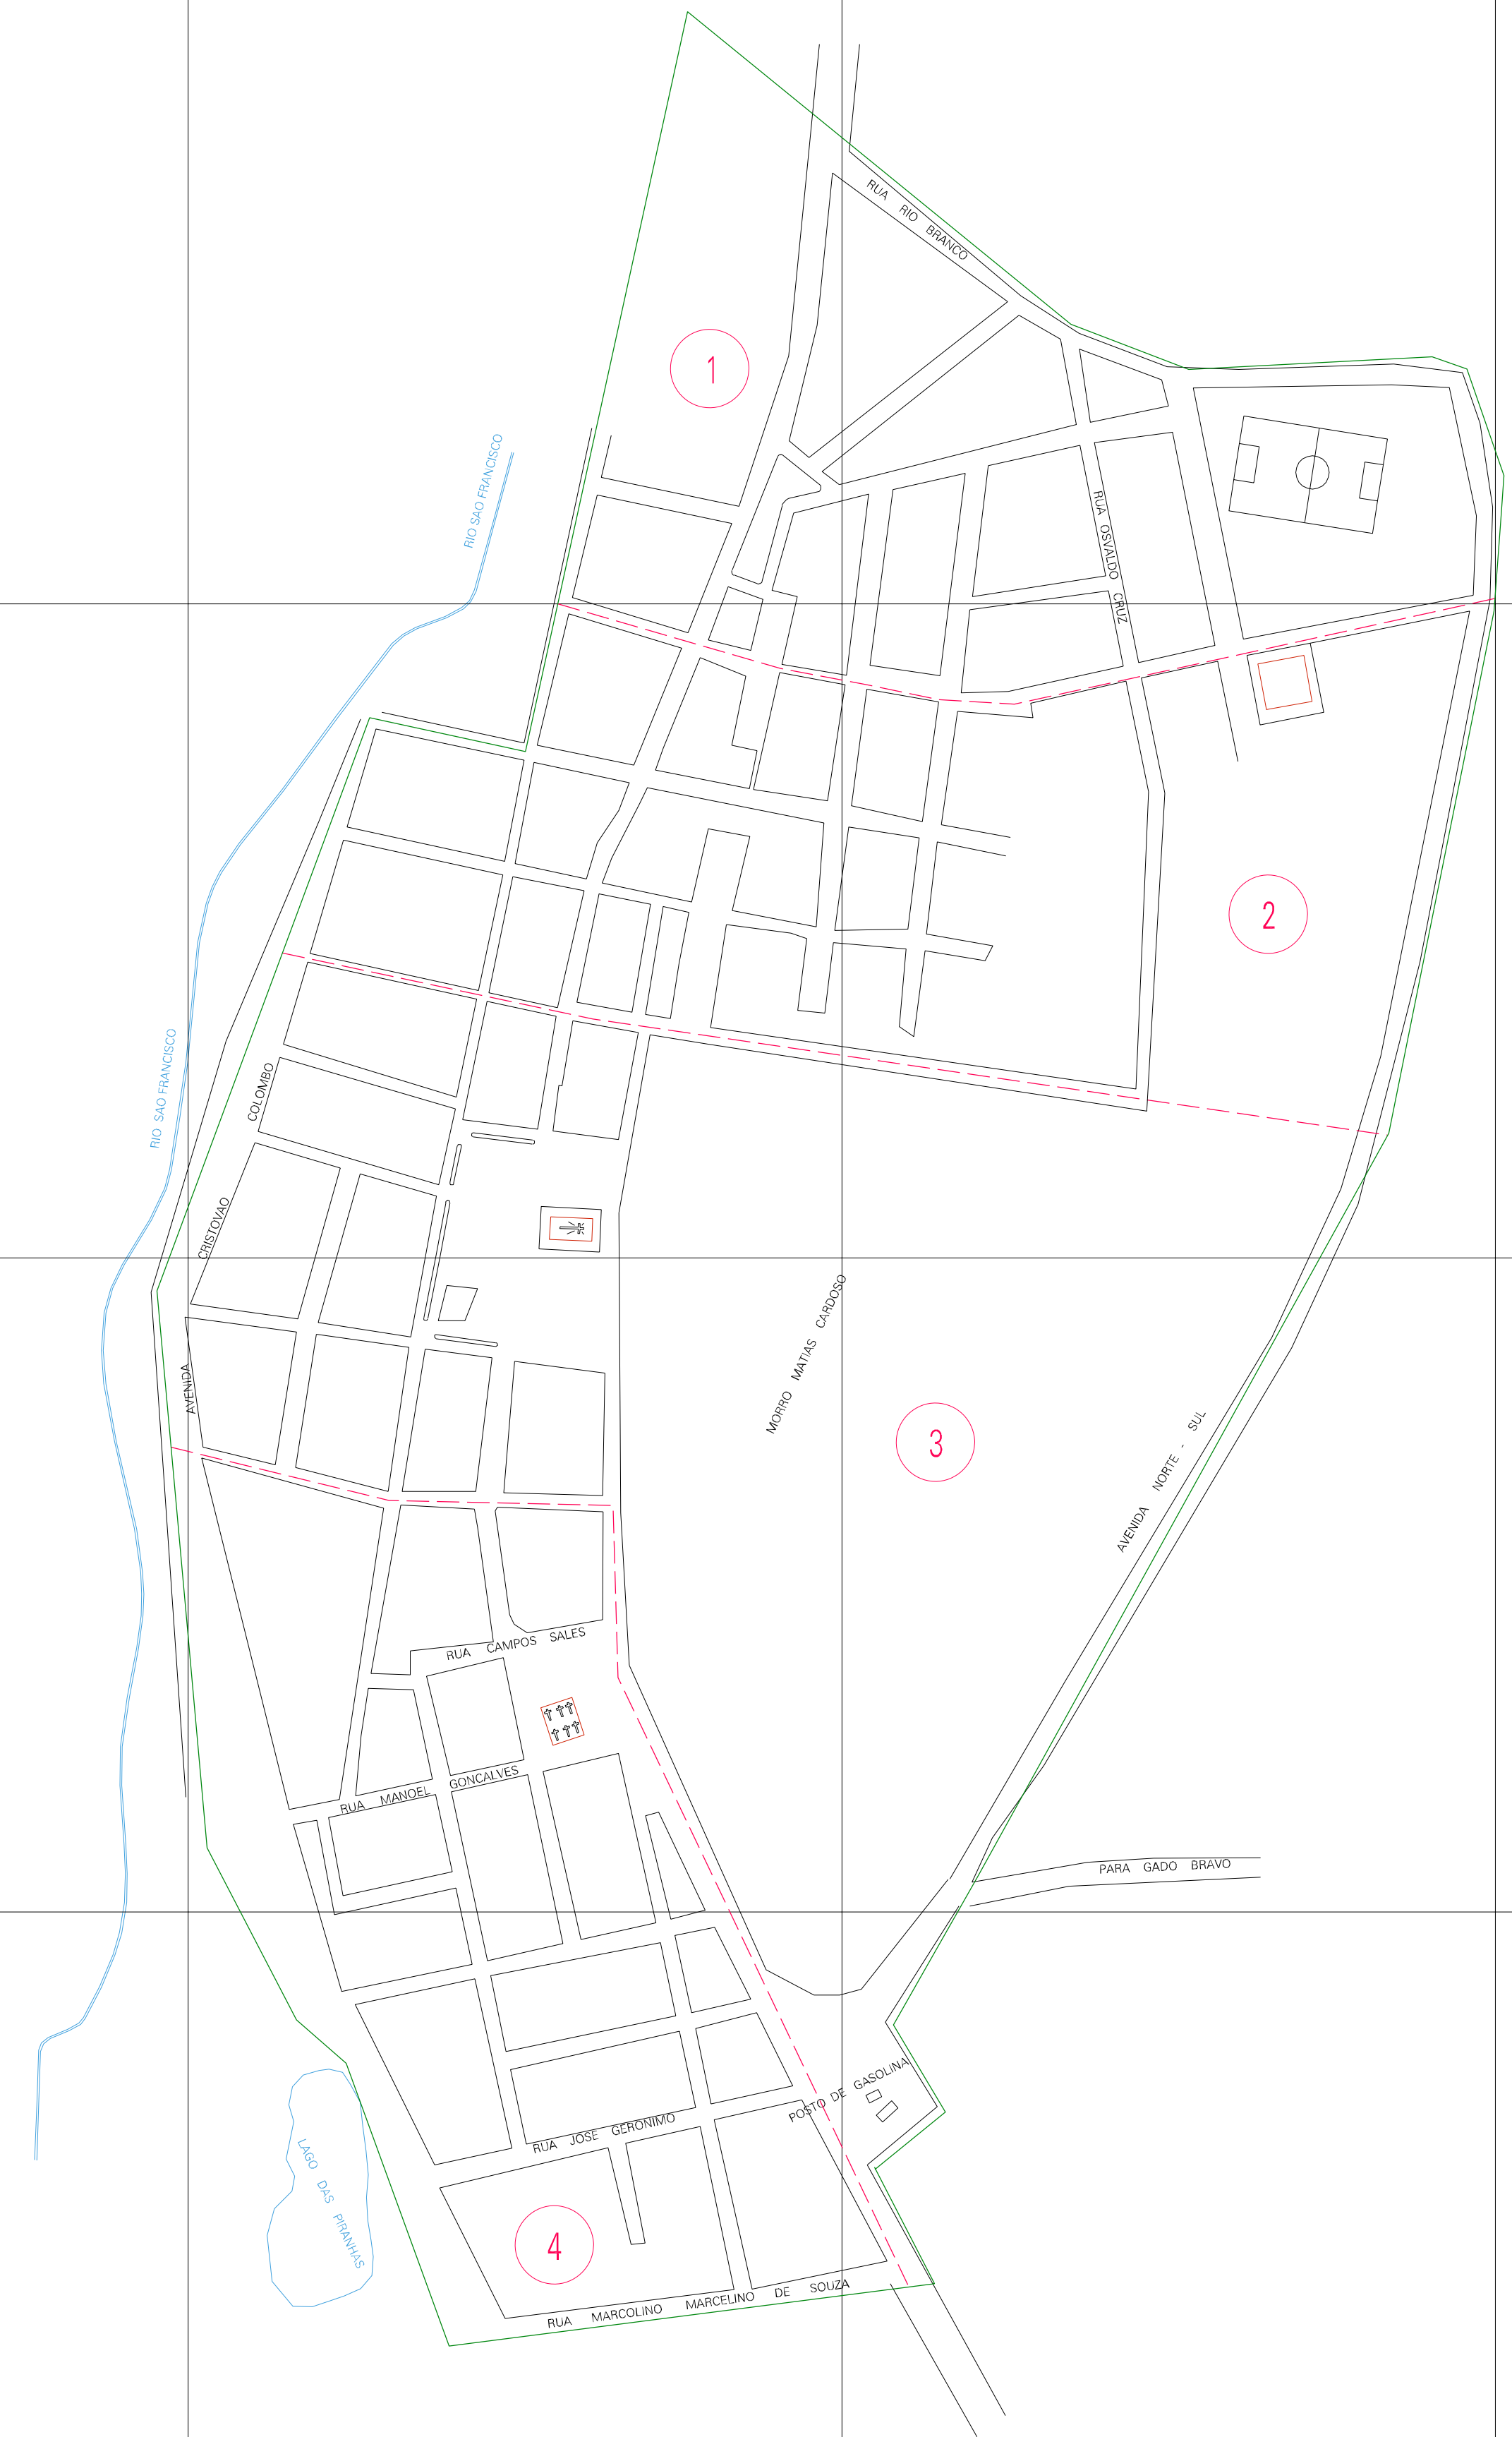 RUA RIO BRANCO
1
RIO SAO FRANCISCO
RUA OSVALDO CRUZ
2
RIO SAO FRANCISCO
AVENIDA CRISTOVAO COLOMBO
MORRO MATIAS CARDOSO
3
AVENIDA NORTE - SUL
RUA CAMPOS SALES
RUA MANOEL GONCALVES
PARA GADO BRAVO
POSTO DE GASOLINA
RUA JOSE GERONIMO
LAGO DAS PIRANHAS
4
RUA MARCOLINO MARCELINO DE SOUZA